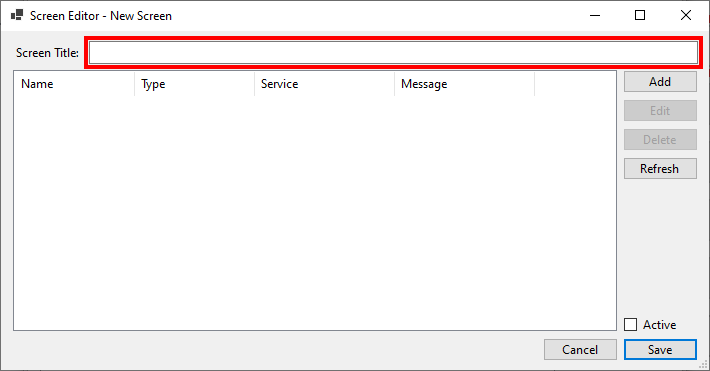 Screen Editor - New Screen
Screen Title:
Name Type Service Message
Add
Edit
Delete
Refresh
Active
Cancel Save